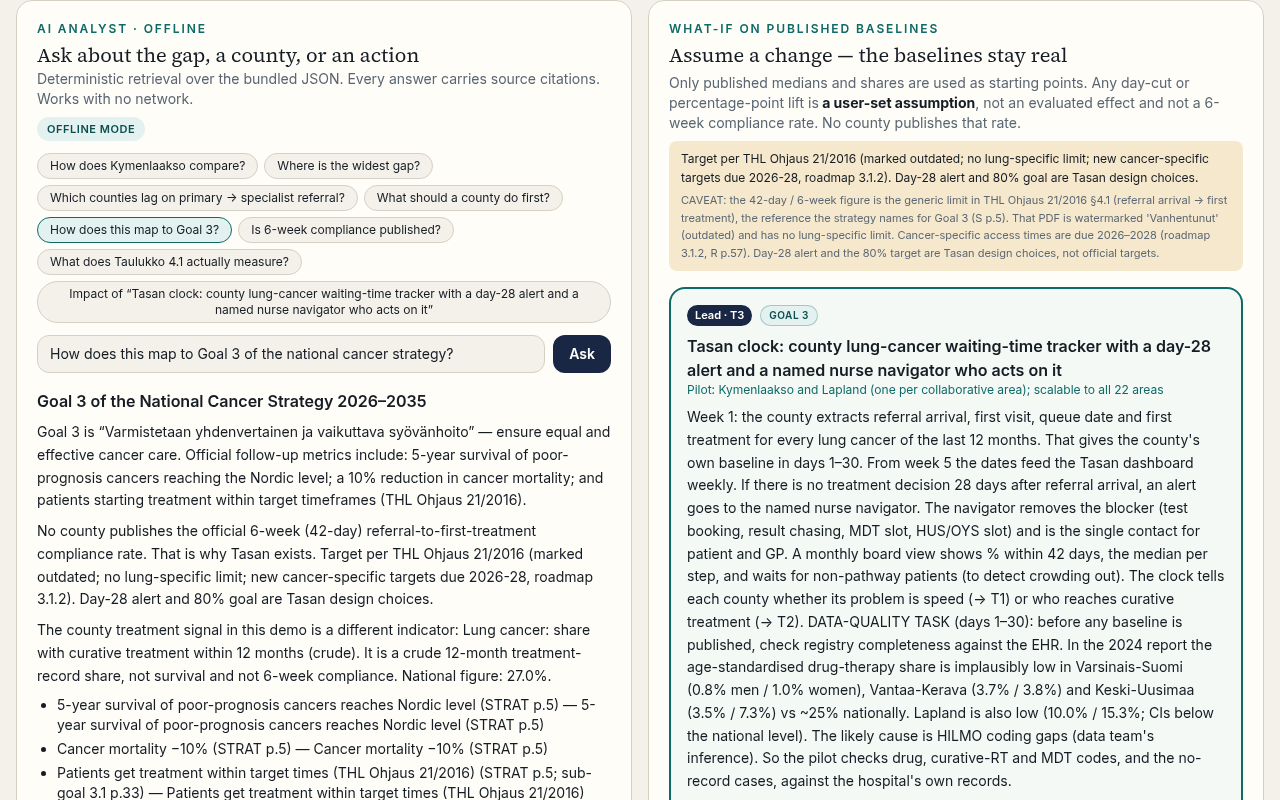 AI ANALYST · OFFLINE
Ask about the gap, a county, or an action
Deterministic retrieval over the bundled JSON. Every answer carries source citations.
Works with no network.
OFFLINE MODE
How does Kymenlaakso compare?
Where is the widest gap?
Which counties lag on primary → specialist referral?
What should a county do first?
How does this map to Goal 3?
Is 6-week compliance published?
What does Taulukko 4.1 actually measure?
Impact of “Tasan clock: county lung-cancer waiting-time tracker with a day-28 alert and a
named nurse navigator who acts on it”
How does this map to Goal 3 of the national cancer strategy?
Ask
Goal 3 of the National Cancer Strategy 2026–2035
Goal 3 is “Varmistetaan yhdenvertainen ja vaikuttava syövänhoito” — ensure equal and
effective cancer care. Official follow-up metrics include: 5-year survival of poor-
prognosis cancers reaching the Nordic level; a 10% reduction in cancer mortality; and
patients starting treatment within target timeframes (THL Ohjaus 21/2016).
No county publishes the official 6-week (42-day) referral-to-first-treatment
compliance rate. That is why Tasan exists. Target per THL Ohjaus 21/2016 (marked
outdated; no lung-specific limit; new cancer-specific targets due 2026-28, roadmap
3.1.2). Day-28 alert and 80% goal are Tasan design choices.
The county treatment signal in this demo is a different indicator: Lung cancer: share
with curative treatment within 12 months (crude). It is a crude 12-month treatment-
record share, not survival and not 6-week compliance. National figure: 27.0%.
• 5-year survival of poor-prognosis cancers reaches Nordic level (STRAT p.5) — 5-
year survival of poor-prognosis cancers reaches Nordic level (STRAT p.5)
• Cancer mortality −10% (STRAT p.5) — Cancer mortality −10% (STRAT p.5)
• Patients get treatment within target times (THL Ohjaus 21/2016) (STRAT p.5; sub-
goal 3.1 p.33) — Patients get treatment within target times (THL Ohjaus 21/2016)
WHAT-IF ON PUBLISHED BASELINES
Assume a change — the baselines stay real
Only published medians and shares are used as starting points. Any day-cut or
percentage-point lift is a user-set assumption, not an evaluated effect and not a 6-
week compliance rate. No county publishes that rate.
Target per THL Ohjaus 21/2016 (marked outdated; no lung-specific limit; new cancer-specific
targets due 2026-28, roadmap 3.1.2). Day-28 alert and 80% goal are Tasan design choices.
CAVEAT: the 42-day / 6-week figure is the generic limit in THL Ohjaus 21/2016 §4.1 (referral arrival → first
treatment), the reference the strategy names for Goal 3 (S p.5). That PDF is watermarked 'Vanhentunut'
(outdated) and has no lung-specific limit. Cancer-specific access times are due 2026–2028 (roadmap
3.1.2, R p.57). Day-28 alert and the 80% target are Tasan design choices, not official targets.
Lead · T3
GOAL 3
Tasan clock: county lung-cancer waiting-time tracker with a day-28
alert and a named nurse navigator who acts on it
Pilot: Kymenlaakso and Lapland (one per collaborative area); scalable to all 22 areas
Week 1: the county extracts referral arrival, first visit, queue date and first
treatment for every lung cancer of the last 12 months. That gives the county's
own baseline in days 1–30. From week 5 the dates feed the Tasan dashboard
weekly. If there is no treatment decision 28 days after referral arrival, an alert
goes to the named nurse navigator. The navigator removes the blocker (test
booking, result chasing, MDT slot, HUS/OYS slot) and is the single contact for
patient and GP. A monthly board view shows % within 42 days, the median per
step, and waits for non-pathway patients (to detect crowding out). The clock tells
each county whether its problem is speed (→ T1) or who reaches curative
treatment (→ T2). DATA-QUALITY TASK (days 1–30): before any baseline is
published, check registry completeness against the EHR. In the 2024 report the
age-standardised drug-therapy share is implausibly low in Varsinais-Suomi
(0.8% men / 1.0% women), Vantaa-Kerava (3.7% / 3.8%) and Keski-Uusimaa
(3.5% / 7.3%) vs ~25% nationally. Lapland is also low (10.0% / 15.3%; CIs below
the national level). The likely cause is HILMO coding gaps (data team's
inference). So the pilot checks drug, curative-RT and MDT codes, and the no-
record cases, against the hospital's own records.